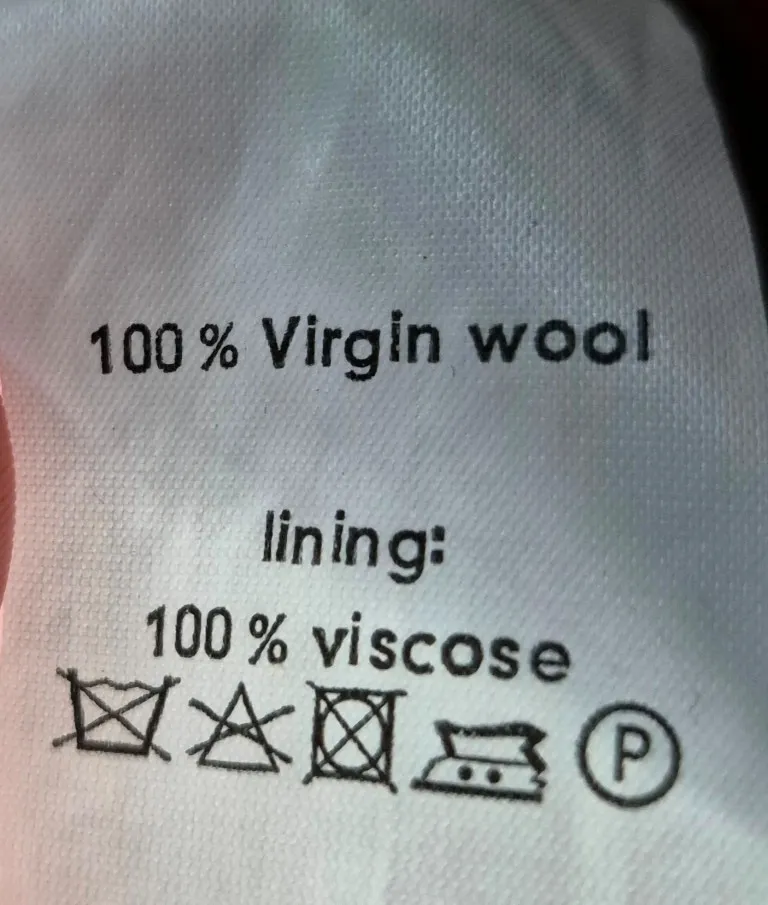 100 % Virgin wool
lining:
100 % viscose
P